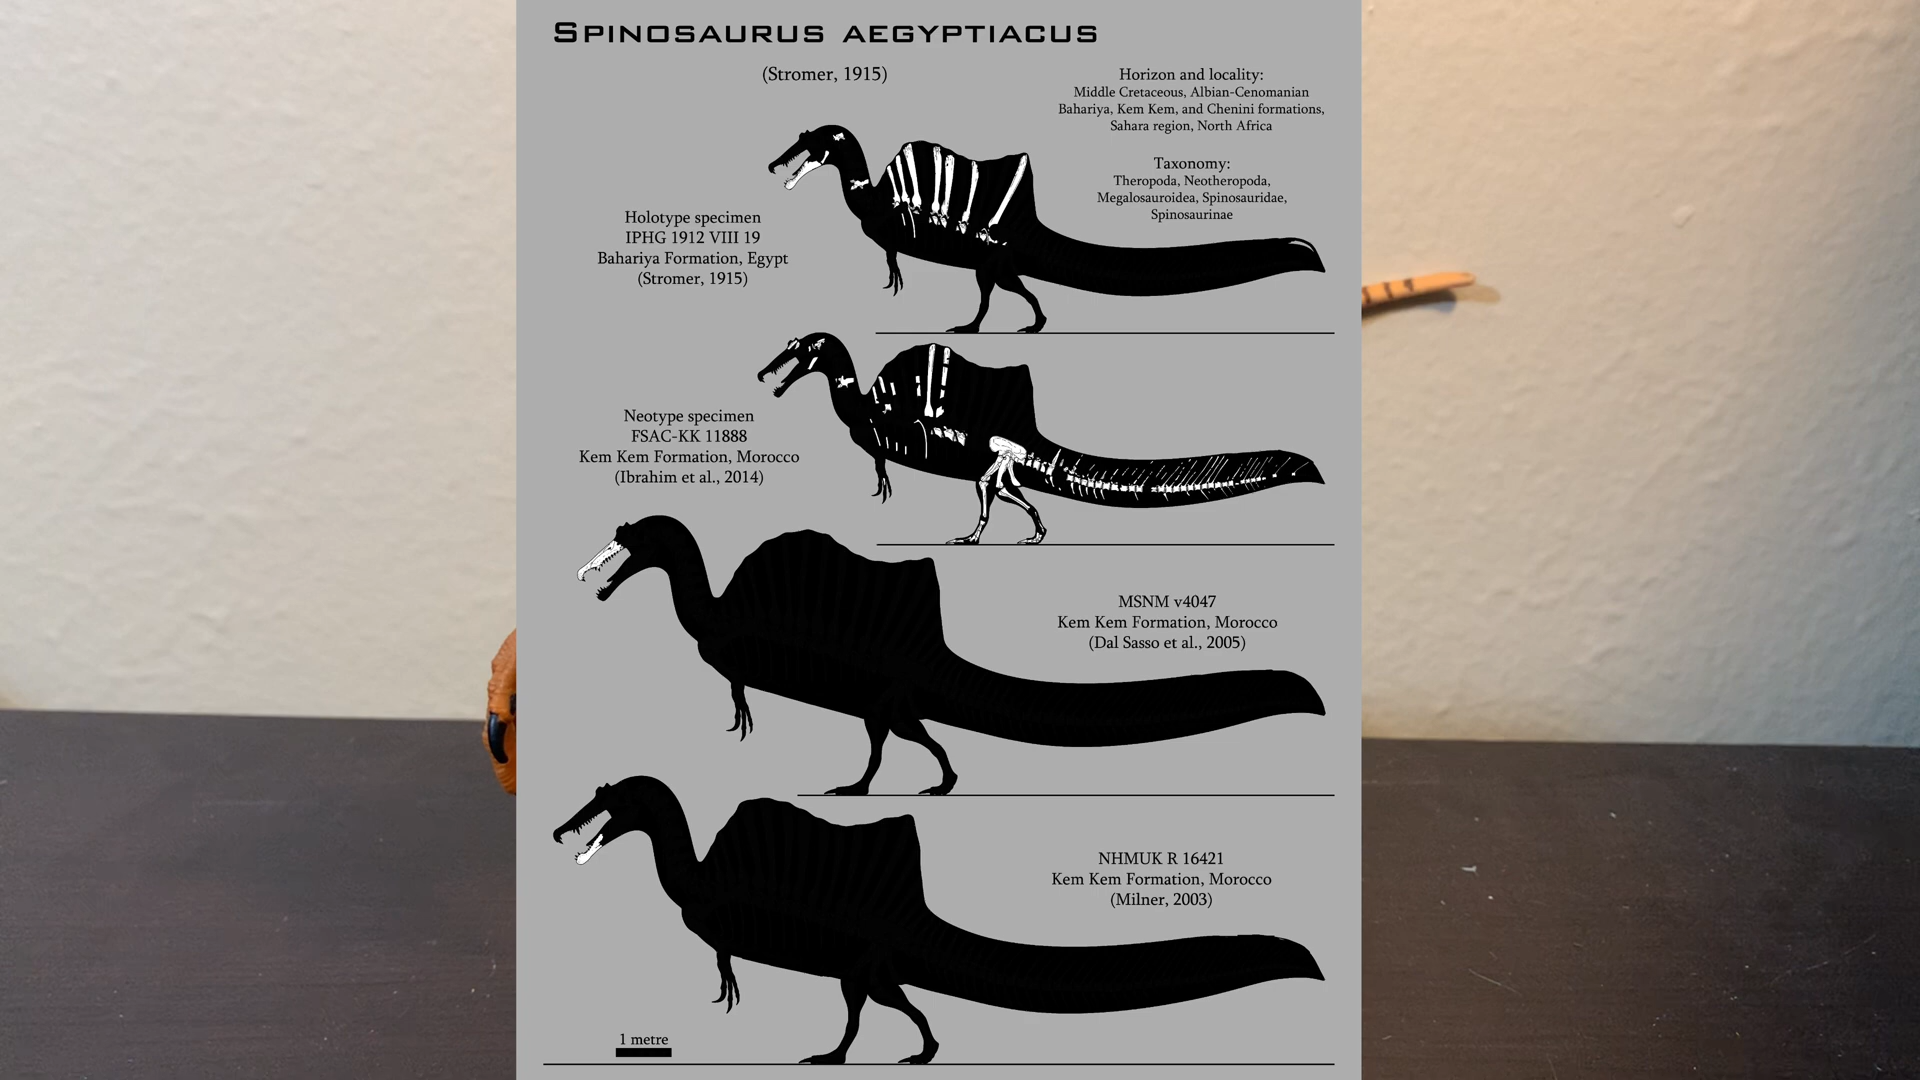 SPINOSAURUS AEGYPTIACUS
(Stromer, 1915)
Horizon and locality:
Middle Cretaceous, Albian-Cenomanian
Bahariya, Kem Kem, and Chenini formations,
Sahara region, North Africa
Taxonomy:
Theropoda, Neotheropoda,
Megalosauroidea, Spinosauridae,
Spinosaurinae
Holotype specimen
IPHG 1912 VIII 19
Bahariya Formation, Egypt
(Stromer, 1915)
Neotype specimen
FSAC-KK 11888
Kem Kem Formation, Morocco
(Ibrahim et al., 2014)
MSNM v4047
Kem Kem Formation, Morocco
(Dal Sasso et al., 2005)
NHMUK R 16421
Kem Kem Formation, Morocco
(Milner, 2003)
1 metre